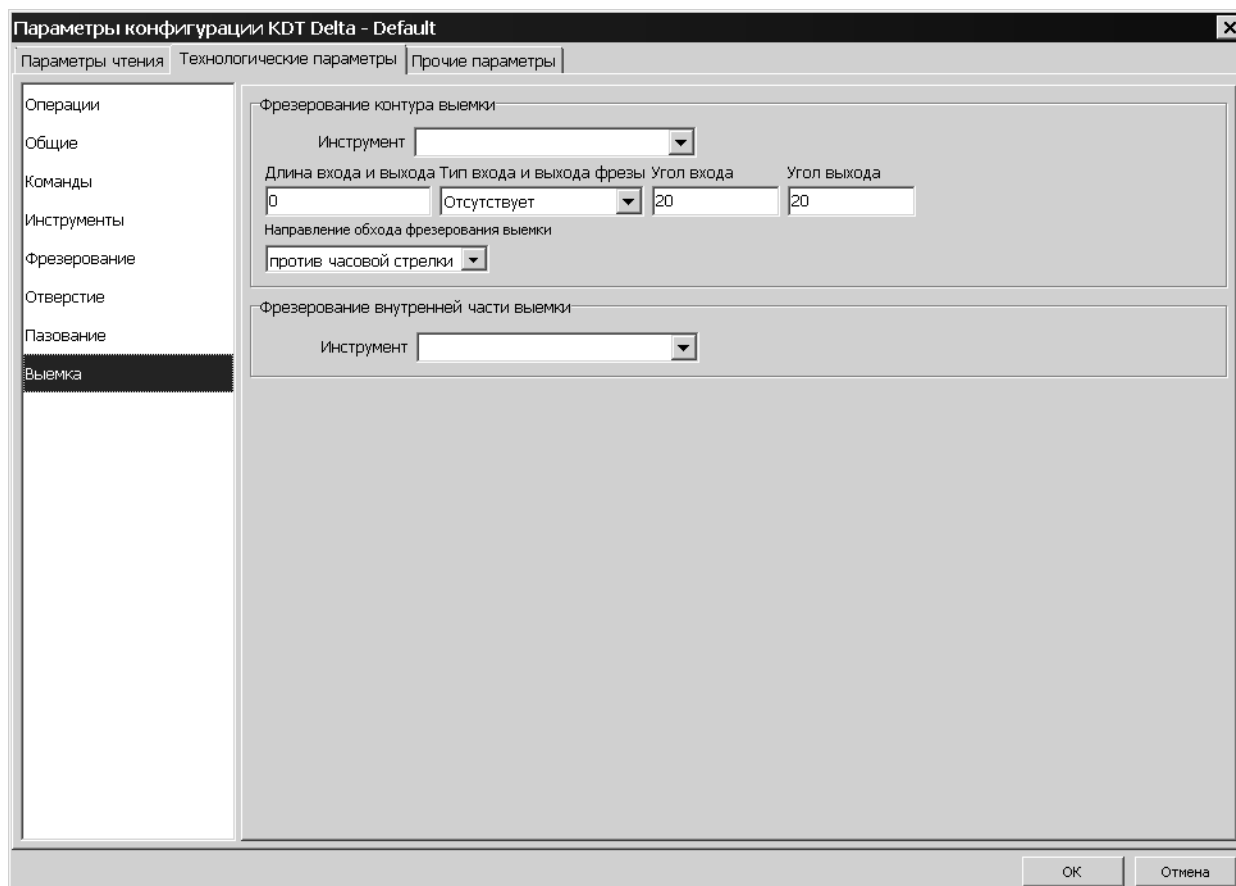 Параметры конфигурации KDT Delta - Default
Параметры чтения Технологические параметры Прочие параметры
Операции
Общие
Команды
Инструменты
Фрезерование
Отверстие
Пазование
Выемка
Фрезерование контура выемки
Инструмент
Длина входа и выхода Тип входа и выхода фрезы Угол входа Угол выхода
0 Отсутствует 20 20
Направление обхода фрезерования выемки
против часовой стрелки
Фрезерование внутренней части выемки
Инструмент
ОК Отмена